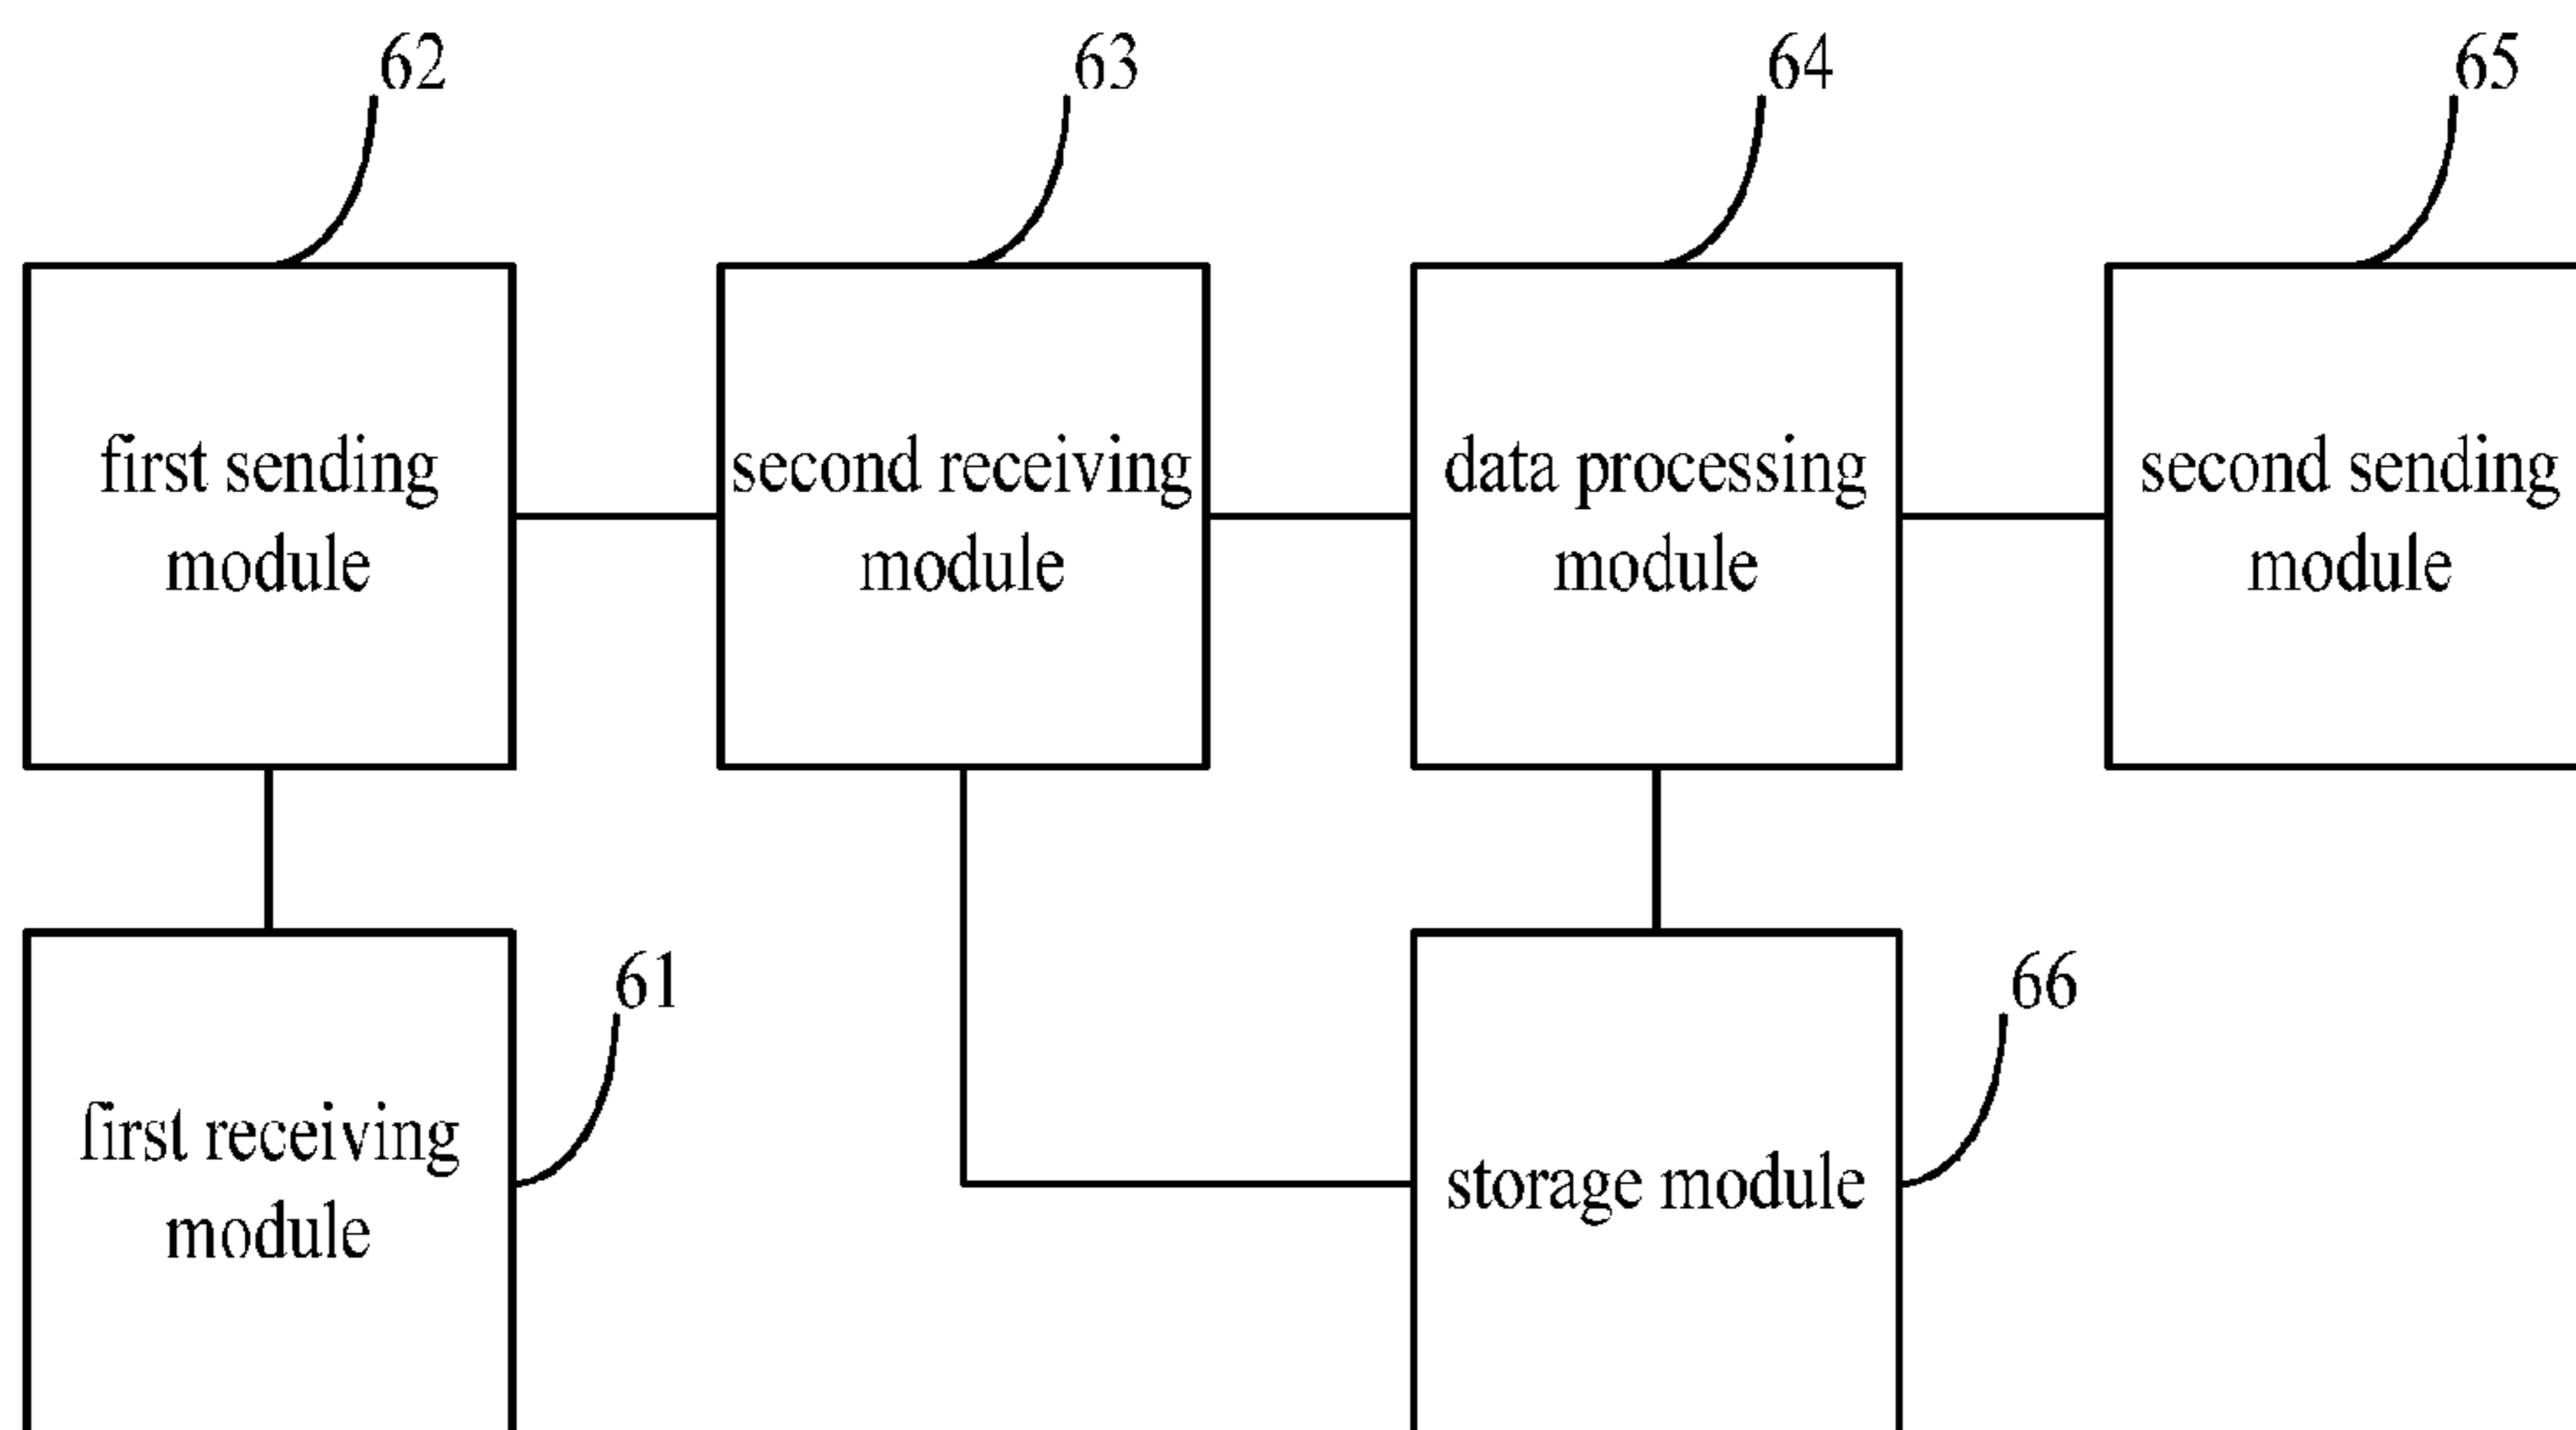 62
63
64
65
first sending
module
second receiving
module
data processing
module
second sending
module
61
66
first receiving
module
storage module